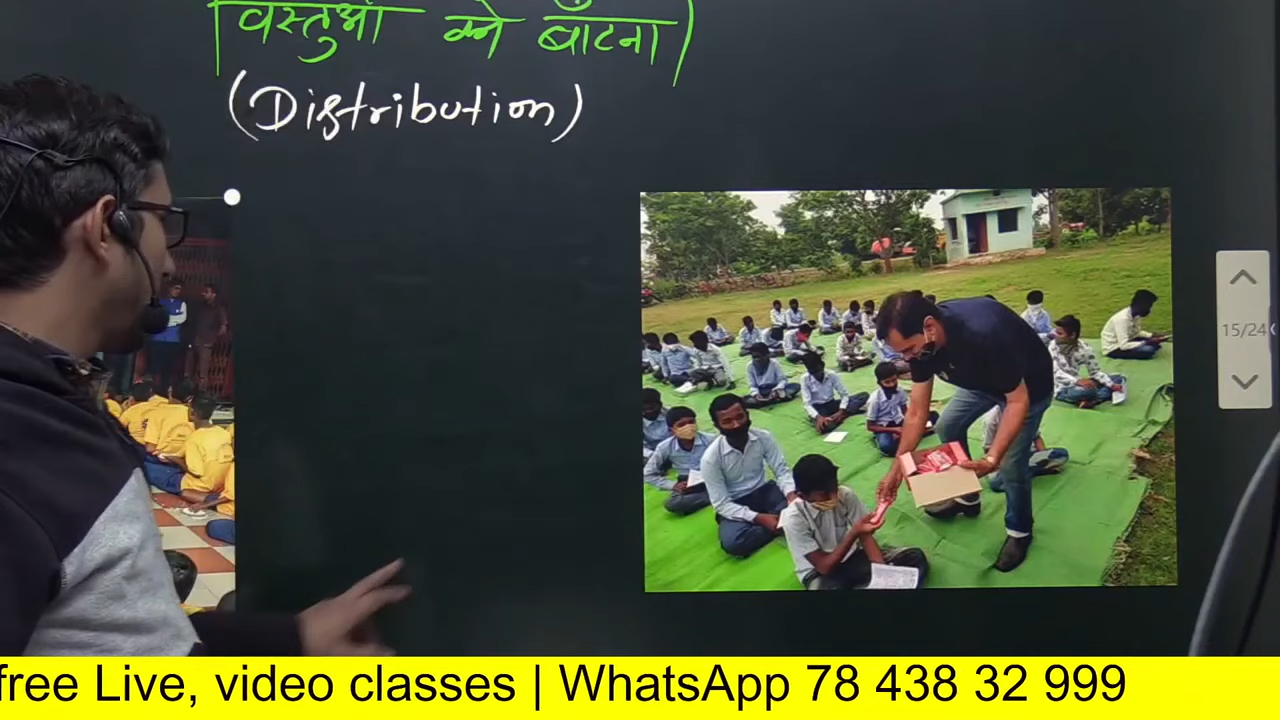 वस्तुओं को बाँटना)
(Distribution)
15/24
free Live, video classes | WhatsApp 78 438 32 999